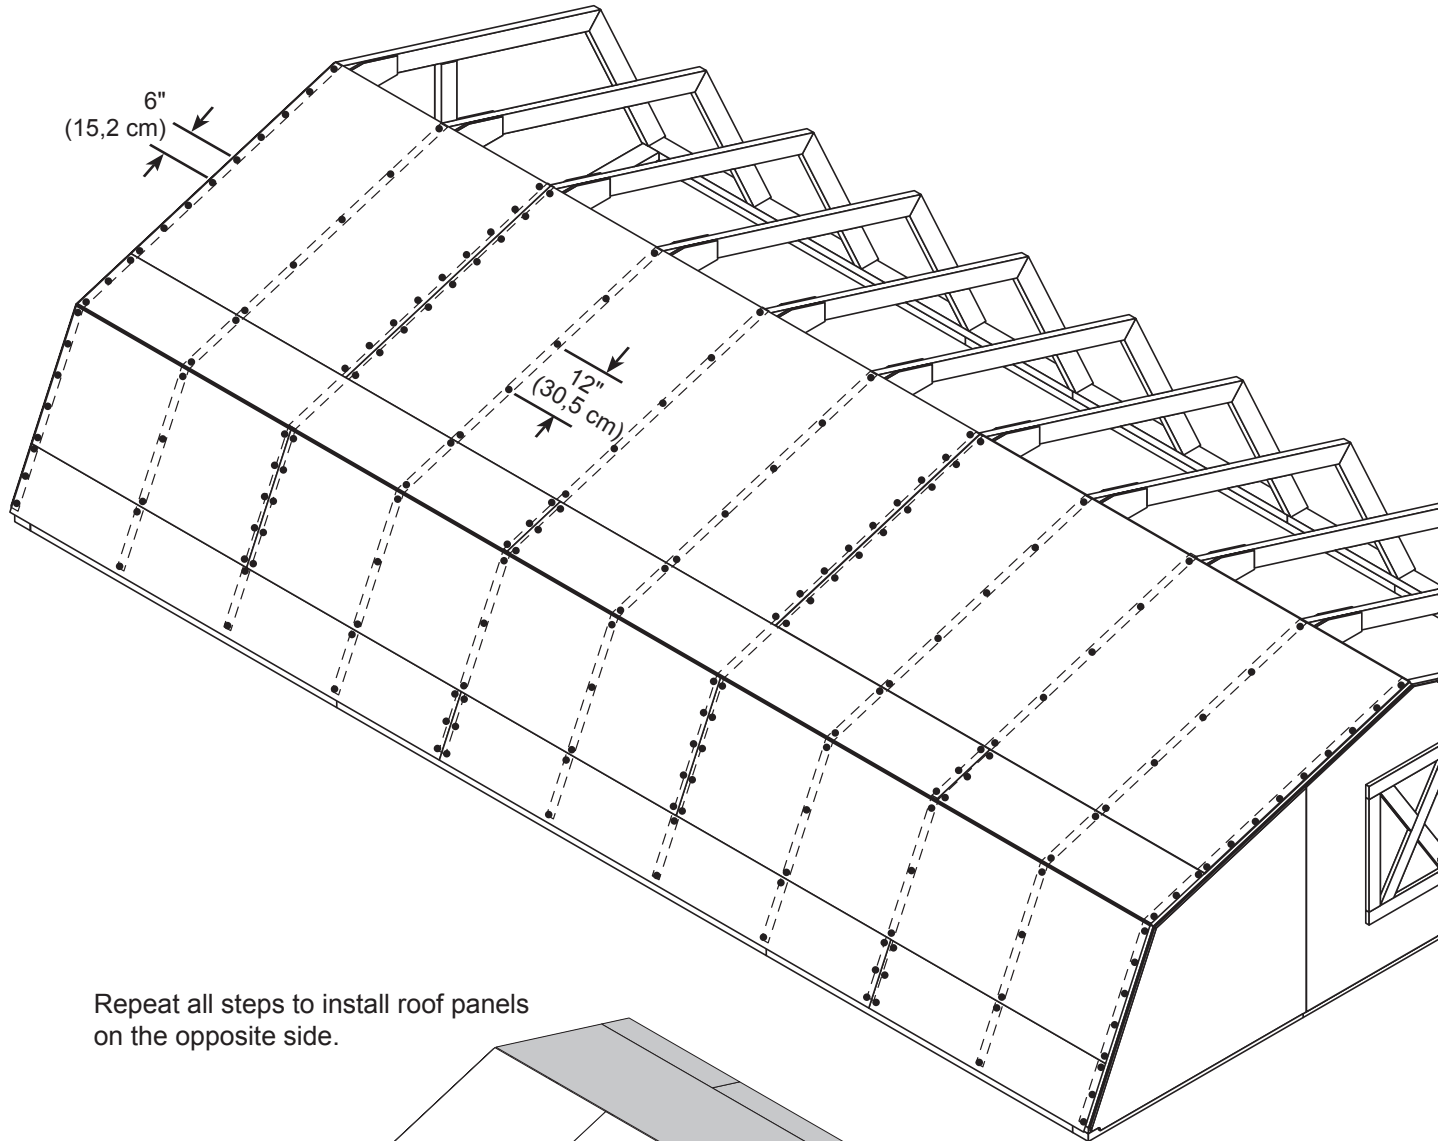 6"
(15,2 cm)
12"
(30,5 cm)
Repeat all steps to install roof panels
on the opposite side.